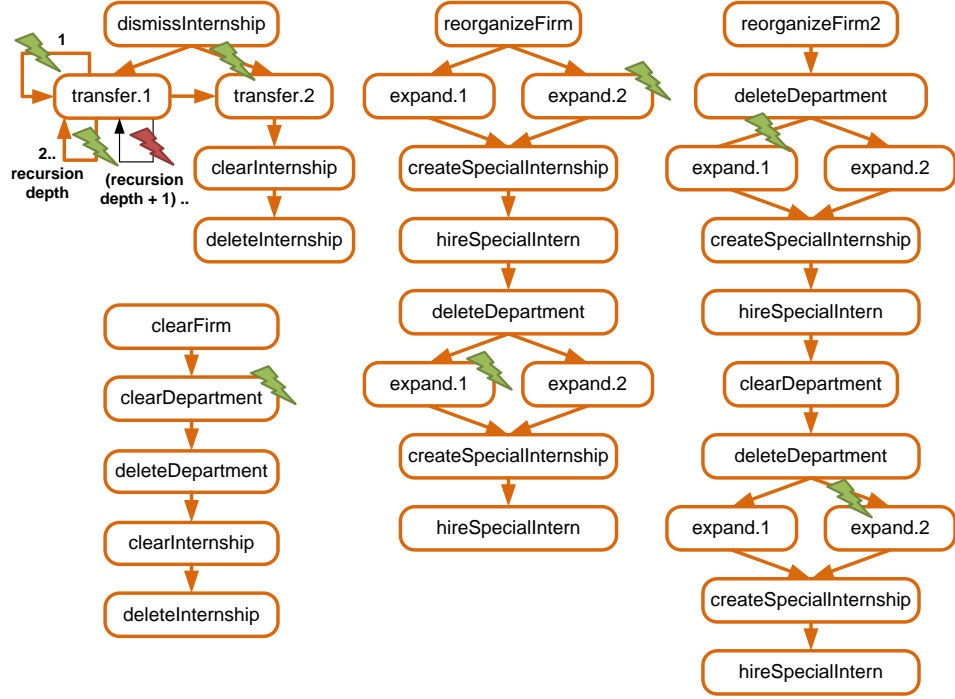 dismissInternship
1
transfer.1
transfer.2
2..
recursion
depth
(recursion
depth + 1) ..
clearInternship
deleteInternship
clearFirm
clearDepartment
deleteDepartment
clearInternship
deleteInternship
reorganizeFirm
expand.1
expand.2
createSpecialInternship
hireSpecialIntern
deleteDepartment
expand.1
expand.2
createSpecialInternship
hireSpecialIntern
reorganizeFirm2
deleteDepartment
expand.1
expand.2
createSpecialInternship
hireSpecialIntern
clearDepartment
deleteDepartment
expand.1
expand.2
createSpecialInternship
hireSpecialIntern